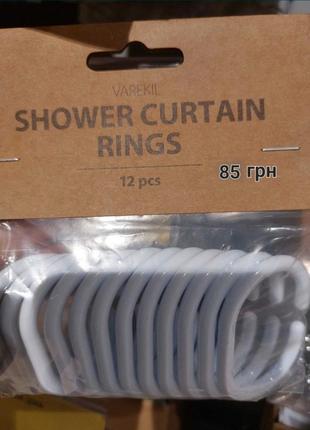 VAREKIL
SHOWER CURTAIN
RINGS
12 pcs
85 грн